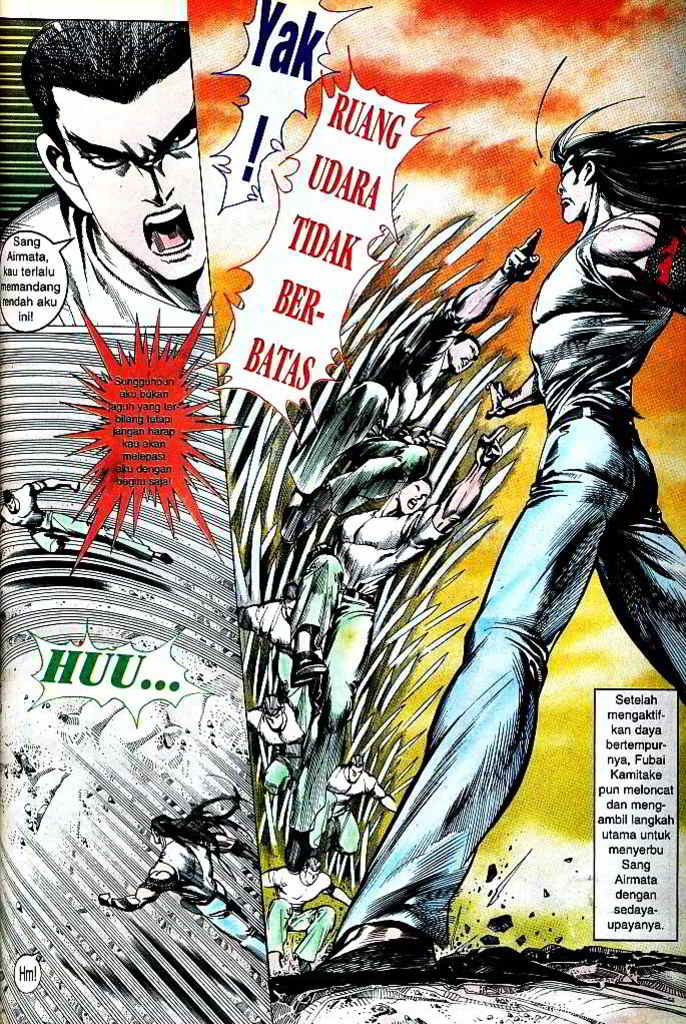 Yak
!
RUANG
UDARA
TIDAK
BER-
BATAS
Sang
Airmata,
kau terlalu
memandang
rendah aku
ini!
Sungguhpun
aku bukan
jaguh yang ter-
bilang tetapi
jangan harap
kau akan
melepasi
aku dengan
begitu saja!
HUU...
Hm!
Setelah
mengaktif-
kan daya
bertempur-
nya, Fubai
Kamitake
pun meloncat
dan meng-
ambil langkah
utama untuk
menyerbu
Sang
Airmata
dengan
sedaya-
upayanya.